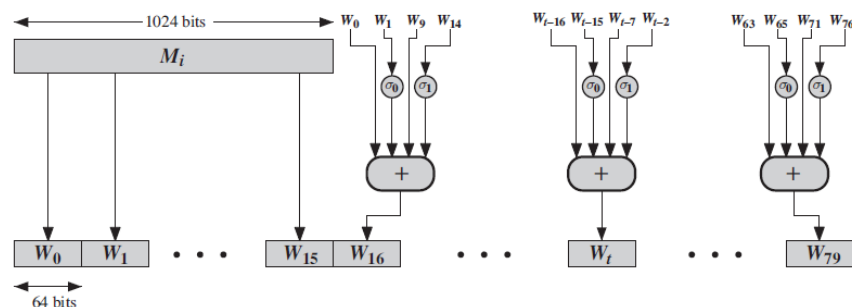 1024 bits
W0 W1 W9 W14
Wt−16 Wt−15 Wt−7 Wt−2
W63 W65 W71 W76
Mi
σ0 σ1
σ0 σ1
σ0 σ1
+
+
+
W0 W1 • • • W15 W16 • • • Wt • • • W79
64 bits